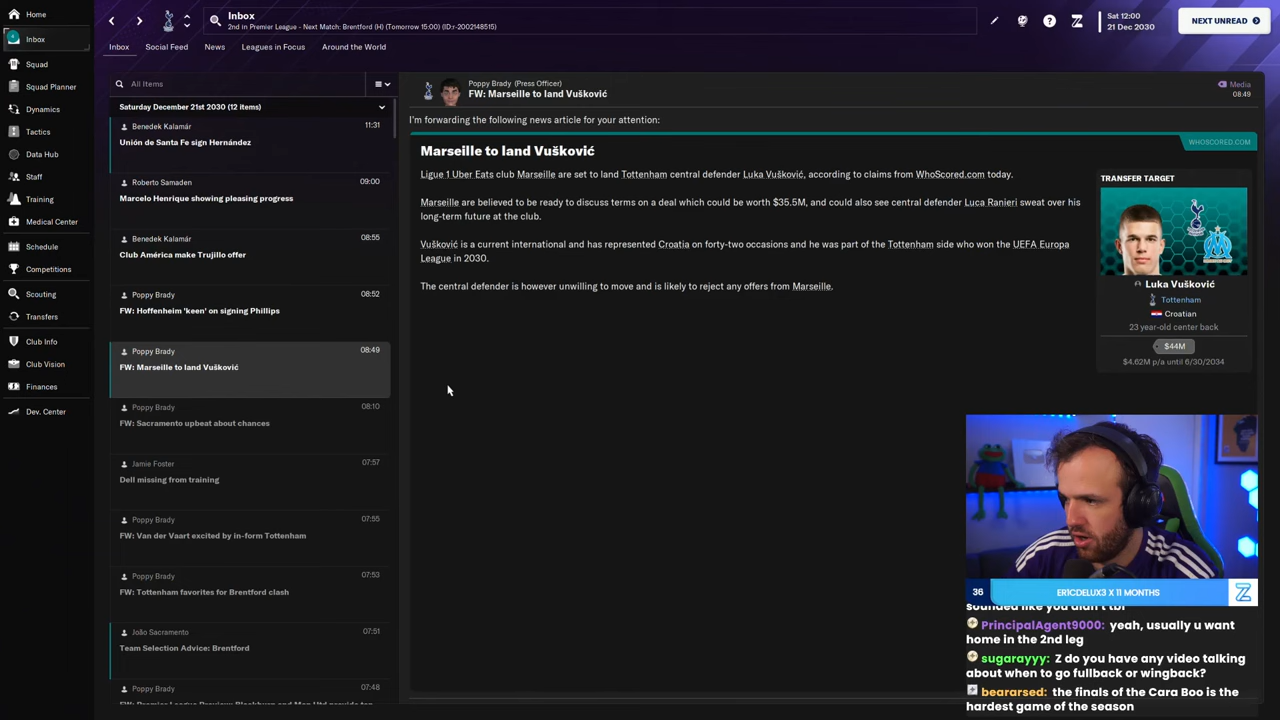 Home
Inbox
Squad
Squad Planner
Dynamics
Tactics
Data Hub
Staff
Training
Medical Center
Schedule
Competitions
Scouting
Transfers
Club Info
Club Vision
Finances
Dev. Center
Inbox
2nd in Premier League - Next Match: Brentford (H) (Tomorrow 15:00) (ID:r-2002148515)
Sat 12:00
21 Dec 2030
NEXT UNREAD
Inbox
Social Feed
News
Leagues in Focus
Around the World
All Items
Saturday December 21st 2030 (12 items)
Benedek Kalamár
11:31
Unión de Santa Fe sign Hernández
Roberto Samaden
09:00
Marcelo Henrique showing pleasing progress
Benedek Kalamár
08:55
Club América make Trujillo offer
Poppy Brady
08:52
FW: Hoffenheim 'keen' on signing Phillips
Poppy Brady
08:49
FW: Marseille to land Vušković
Poppy Brady
08:10
FW: Sacramento upbeat about chances
Jamie Foster
07:57
Dell missing from training
Poppy Brady
07:55
FW: Van der Vaart excited by in-form Tottenham
Poppy Brady
07:53
FW: Tottenham favorites for Brentford clash
João Sacramento
07:51
Team Selection Advice: Brentford
Poppy Brady
07:48
Poppy Brady (Press Officer)
FW: Marseille to land Vušković
Media
08:49
I'm forwarding the following news article for your attention:
WHOSCORED.COM
Marseille to land Vušković
Ligue 1 Uber Eats club Marseille are set to land Tottenham central defender Luka Vušković, according to claims from WhoScored.com today.
Marseille are believed to be ready to discuss terms on a deal which could be worth $35.5M, and could also see central defender Luca Ranieri sweat over his
long-term future at the club.
Vušković is a current international and has represented Croatia on forty-two occasions and he was part of the Tottenham side who won the UEFA Europa
League in 2030.
The central defender is however unwilling to move and is likely to reject any offers from Marseille.
TRANSFER TARGET
Luka Vušković
Tottenham
Croatian
23 year-old center back
$44M
$4.62M p/a until 6/30/2034
36
ERICDELUX3 X 11 MONTHS
sounded like you didn't tbf
PrincipalAgent9000: yeah, usually u want
home in the 2nd leg
sugarayyy: Z do you have any video talking
about when to go fullback or wingback?
beararsed: the finals of the Cara Boo is the
hardest game of the season